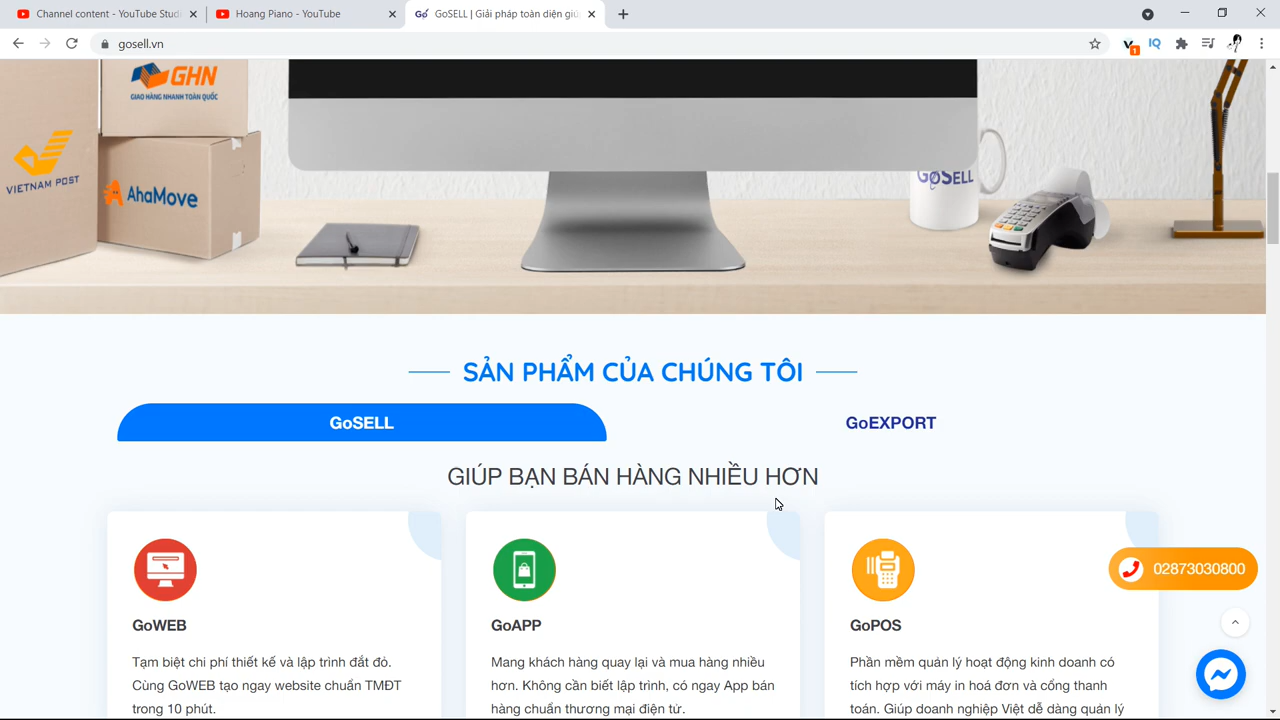 Channel content - YouTube Studi
Hoang Piano - YouTube
GoSELL | Giải pháp toàn diện giú
gosell.vn
1
IQ
GHN
GIAO HÀNG NHANH TOÀN QUỐC
VIETNAM POST
AhaMove
GoSELL
SẢN PHẨM CỦA CHÚNG TÔI
GoSELL
GoEXPORT
GIÚP BẠN BÁN HÀNG NHIỀU HƠN
GoWEB
Tạm biệt chi phí thiết kế và lập trình đắt đỏ.
Cùng GoWEB tạo ngay website chuẩn TMĐT
trong 10 phút.
GoAPP
Mang khách hàng quay lại và mua hàng nhiều
hơn. Không cần biết lập trình, có ngay App bán
hàng chuẩn thương mại điện tử.
GoPOS
Phần mềm quản lý hoạt động kinh doanh có
tích hợp với máy in hoá đơn và cổng thanh
toán. Giúp doanh nghiệp Việt dễ dàng quản lý
02873030800